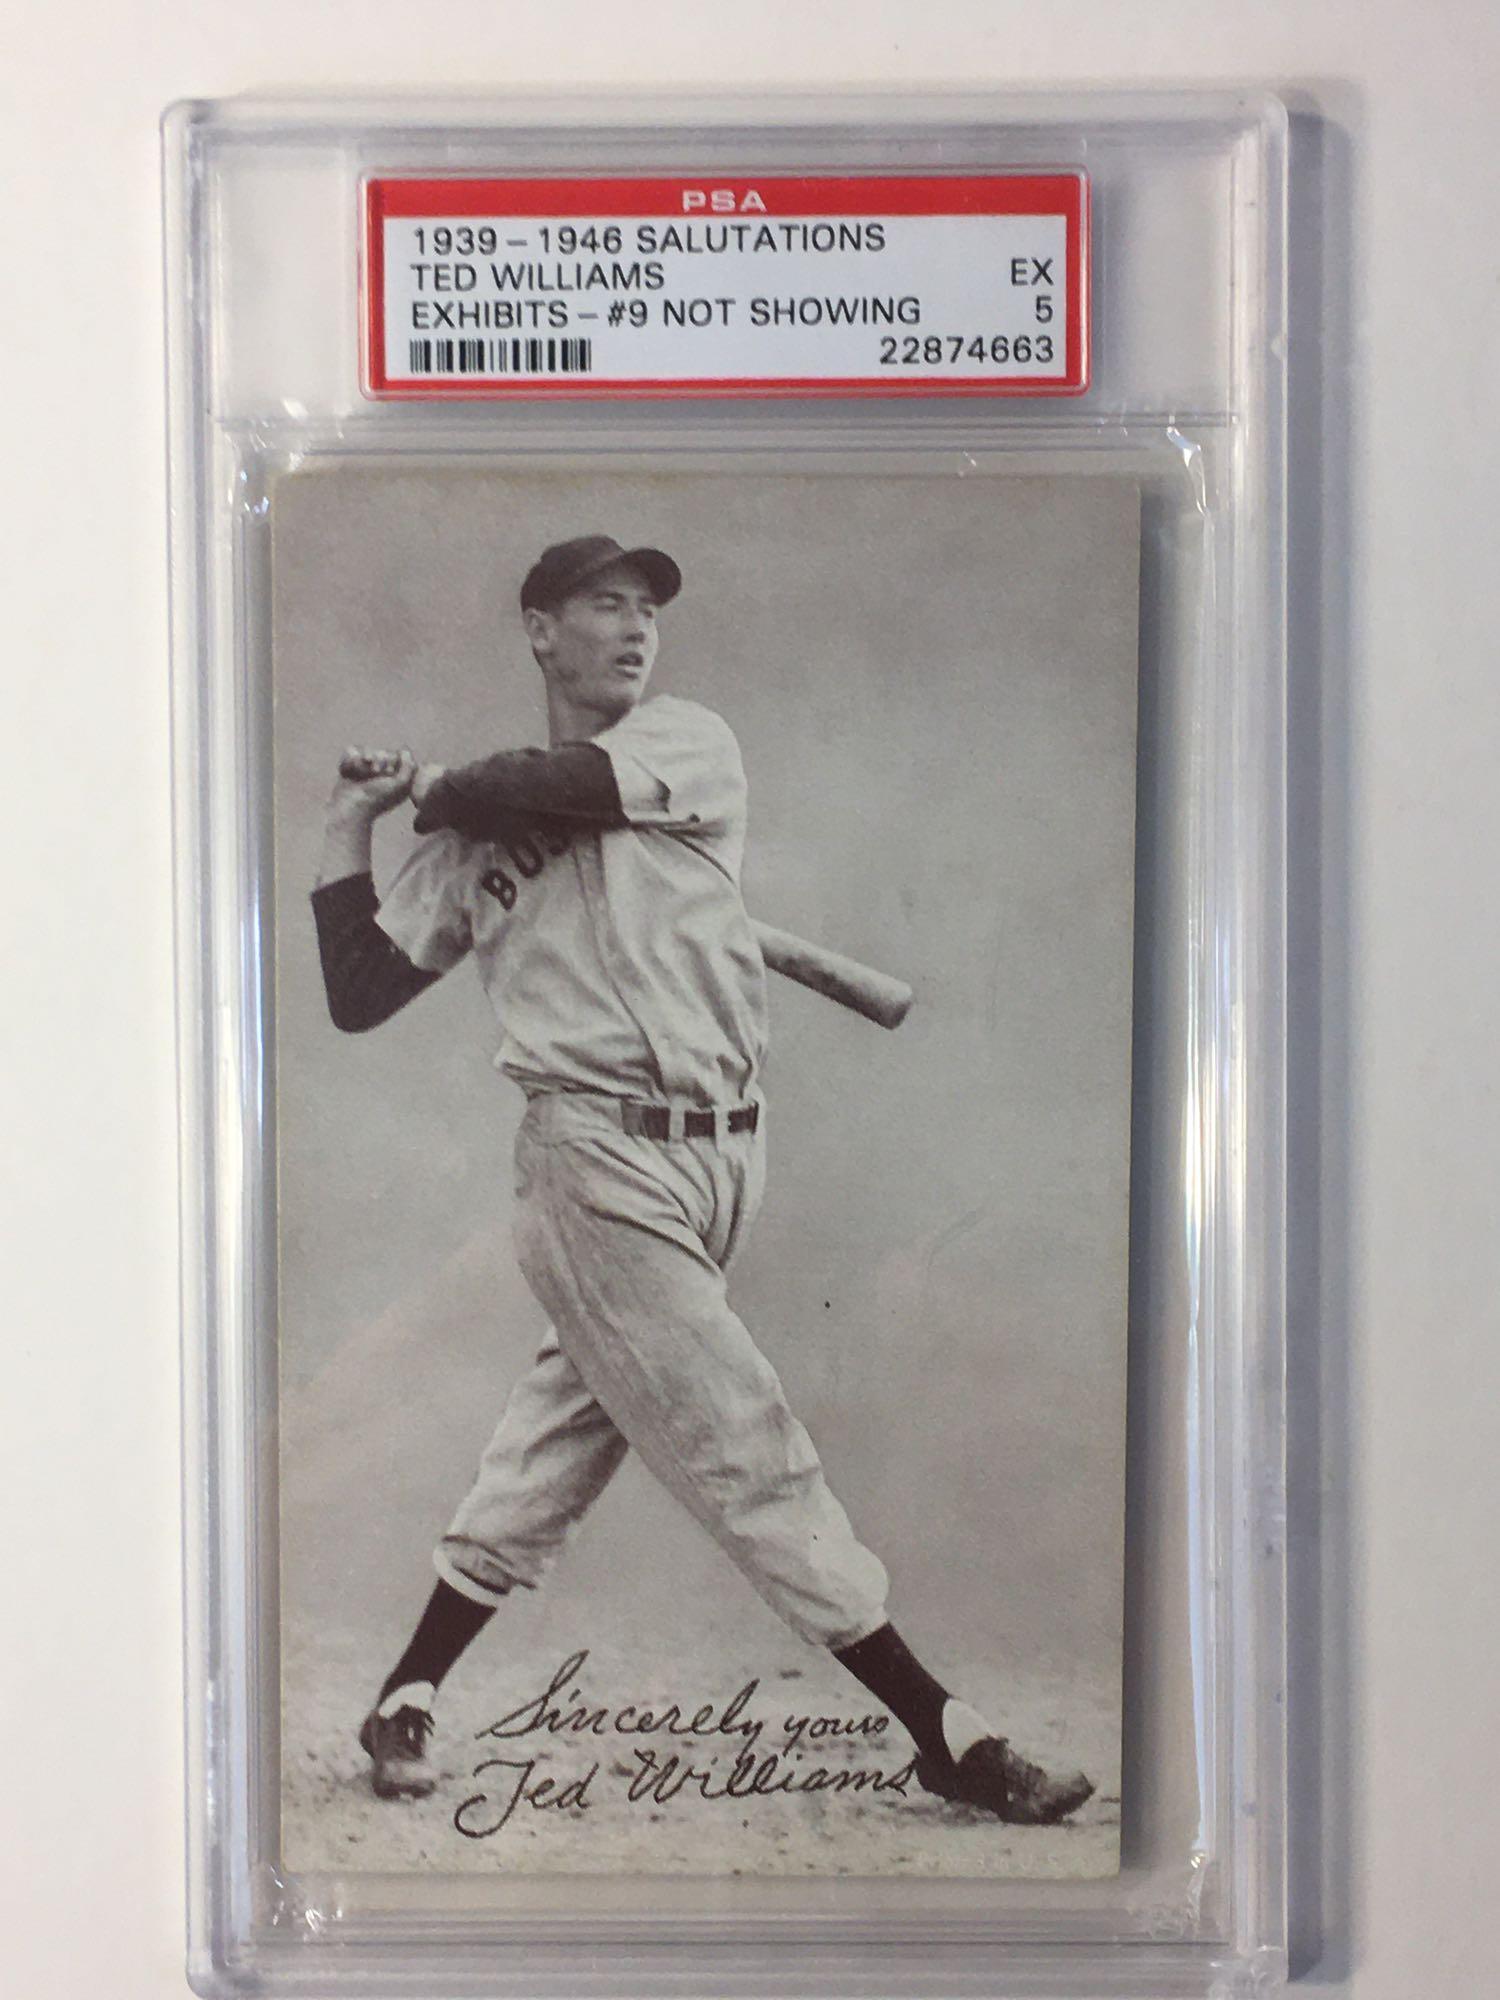 PSA
1939 – 1946 SALUTATIONS
TED WILLIAMS EX
EXHIBITS – #9 NOT SHOWING 5
22874663
BOS
Sincerely yours
Ted Williams